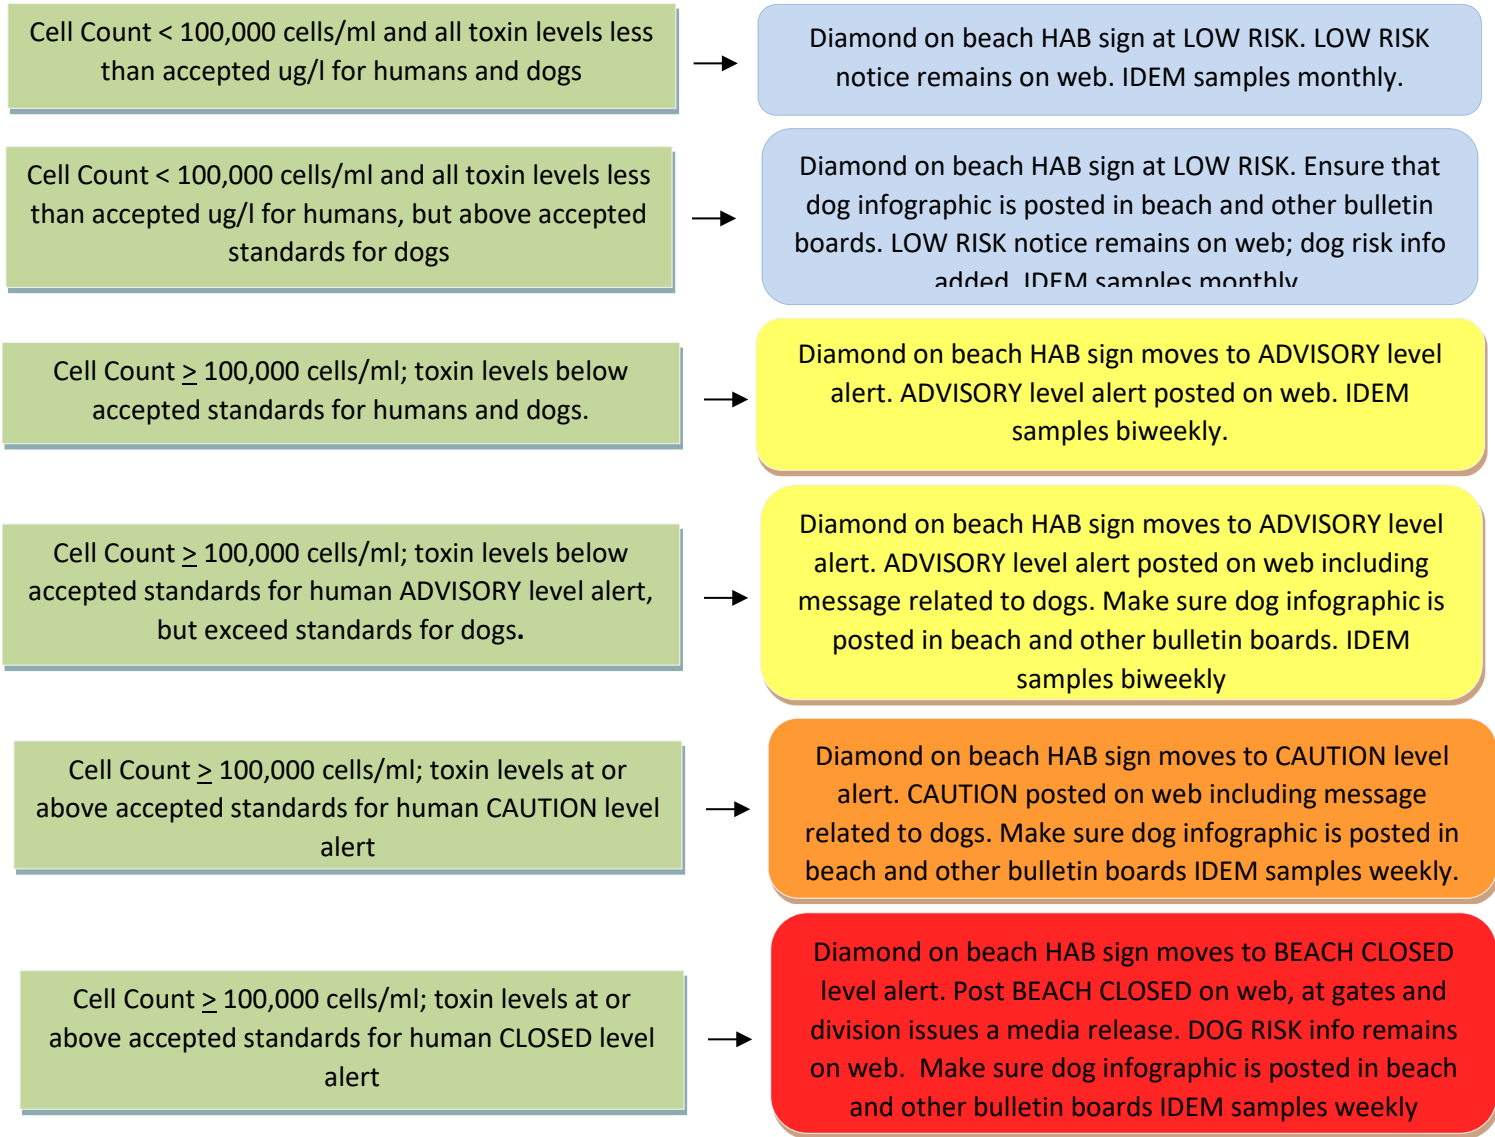 Cell Count < 100,000 cells/ml and all toxin levels less
than accepted ug/l for humans and dogs
Diamond on beach HAB sign at LOW RISK. LOW RISK
notice remains on web. IDEM samples monthly.
Cell Count < 100,000 cells/ml and all toxin levels less
than accepted ug/l for humans, but above accepted
standards for dogs
Diamond on beach HAB sign at LOW RISK. Ensure that
dog infographic is posted in beach and other bulletin
boards. LOW RISK notice remains on web; dog risk info
added. IDEM samples monthly
Cell Count ≥ 100,000 cells/ml; toxin levels below
accepted standards for humans and dogs.
Diamond on beach HAB sign moves to ADVISORY level
alert. ADVISORY level alert posted on web. IDEM
samples biweekly.
Cell Count ≥ 100,000 cells/ml; toxin levels below
accepted standards for human ADVISORY level alert,
but exceed standards for dogs.
Diamond on beach HAB sign moves to ADVISORY level
alert. ADVISORY level alert posted on web including
message related to dogs. Make sure dog infographic is
posted in beach and other bulletin boards. IDEM
samples biweekly
Cell Count ≥ 100,000 cells/ml; toxin levels at or
above accepted standards for human CAUTION level
alert
Diamond on beach HAB sign moves to CAUTION level
alert. CAUTION posted on web including message
related to dogs. Make sure dog infographic is posted in
beach and other bulletin boards IDEM samples weekly.
Cell Count ≥ 100,000 cells/ml; toxin levels at or
above accepted standards for human CLOSED level
alert
Diamond on beach HAB sign moves to BEACH CLOSED
level alert. Post BEACH CLOSED on web, at gates and
division issues a media release. DOG RISK info remains
on web.  Make sure dog infographic is posted in beach
and other bulletin boards IDEM samples weekly